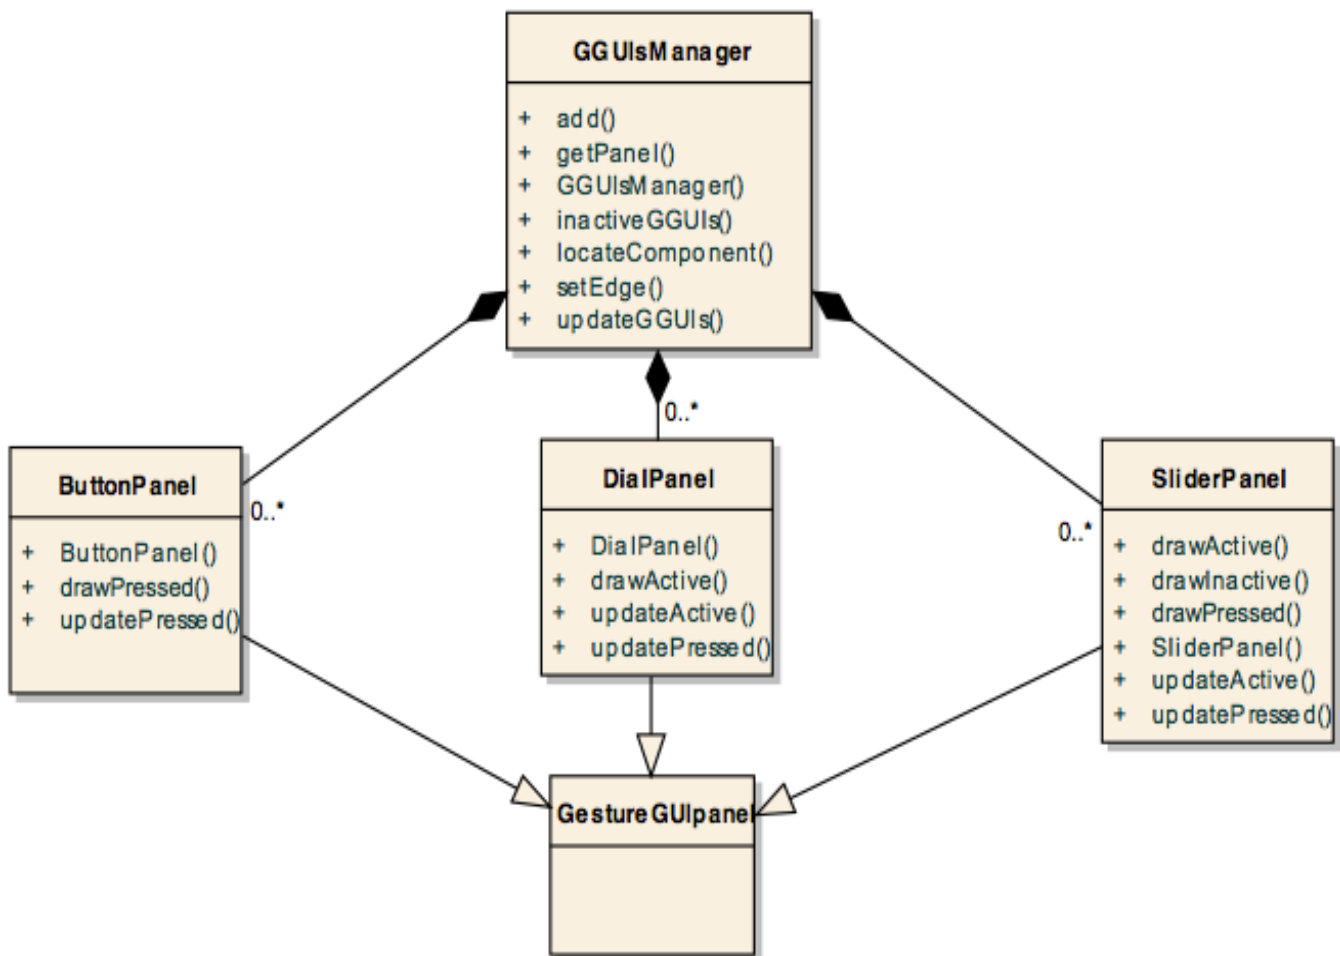 GGUIsManager
+ add()
+ getPanel()
+ GGUIsManager()
+ inactiveGGUIs()
+ locateComponent()
+ setEdge()
+ updateGGUIs()
0..*
ButtonPanel
+ ButtonPanel()
+ drawPressed()
+ updatePressed()
0..*
DialPanel
+ DialPanel()
+ drawActive()
+ updateActive()
+ updatePressed()
0..*
SliderPanel
+ drawActive()
+ drawInactive()
+ drawPressed()
+ SliderPanel()
+ updateActive()
+ updatePressed()
GestureGUIpanel